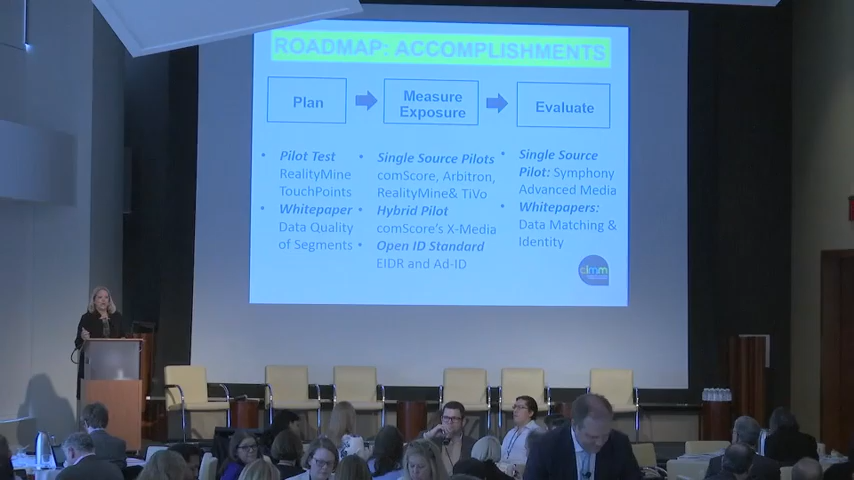 ROADMAP: ACCOMPLISHMENTS
Plan
Measure
Exposure
Evaluate
• Pilot Test
RealityMine
TouchPoints
• Whitepaper
Data Quality
of Segments
• Single Source Pilots
comScore, Arbitron,
RealityMine& TiVo
• Hybrid Pilot
comScore's X-Media
• Open ID Standard
EIDR and Ad-ID
• Single Source
Pilot: Symphony
Advanced Media
• Whitepapers:
Data Matching &
Identity
cimm